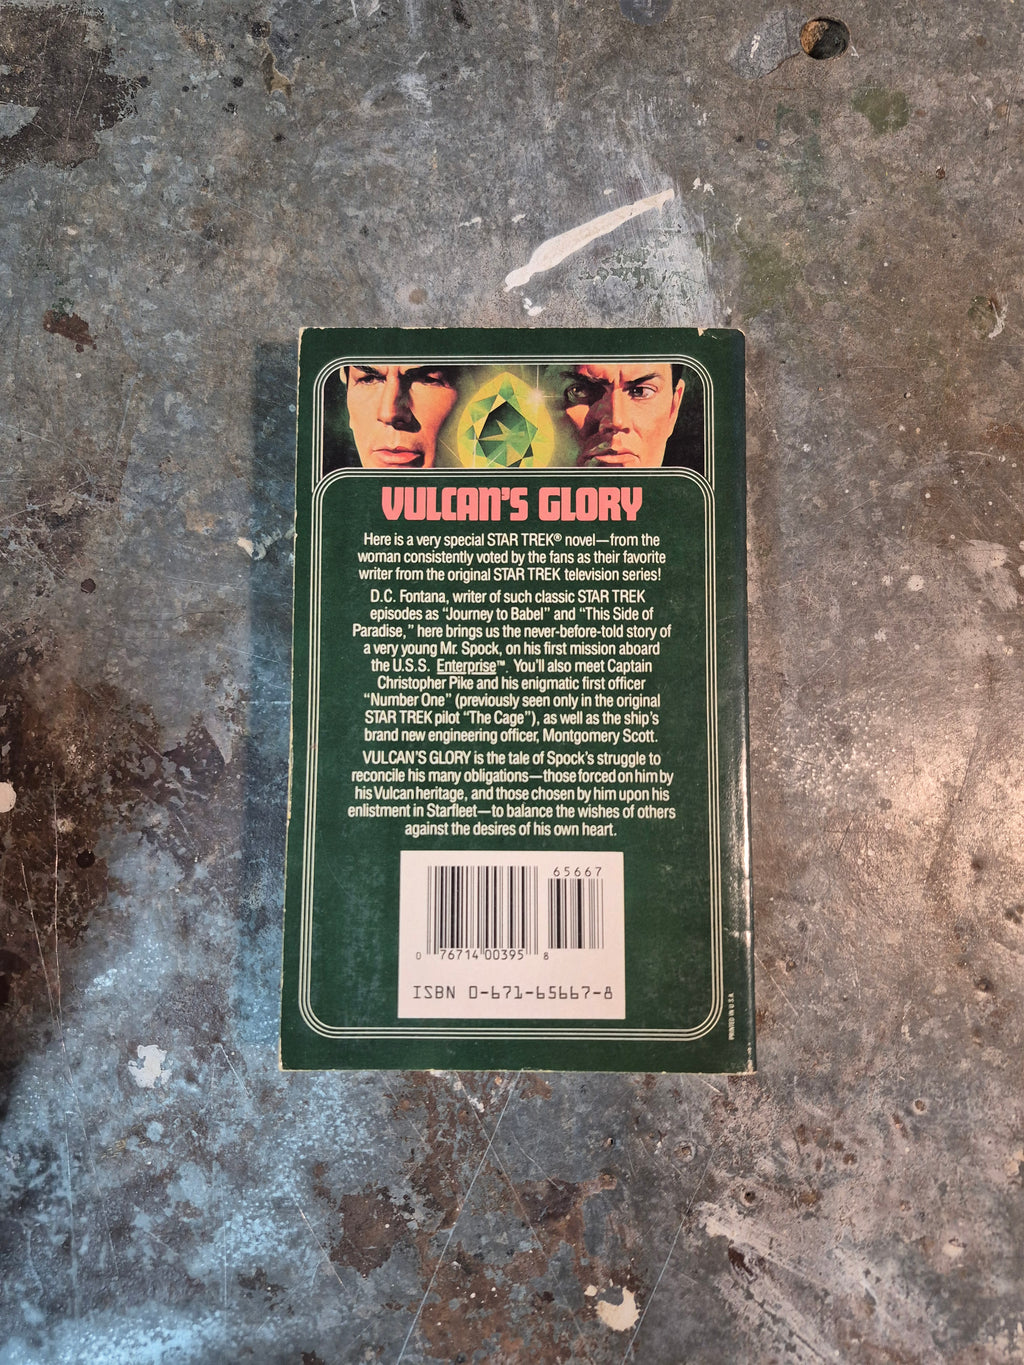 VULCAN'S GLORY
Here is a very special STAR TREK® novel—from the
woman consistently voted by the fans as their favorite
writer from the original STAR TREK television series!
D.C. Fontana, writer of such classic STAR TREK
episodes as “Journey to Babel” and “This Side of
Paradise,” here brings us the never-before-told story of
a very young Mr. Spock, on his first mission aboard
the U.S.S. Enterprise™. You'll also meet Captain
Christopher Pike and his enigmatic first officer
“Number One” (previously seen only in the original
STAR TREK pilot “The Cage”), as well as the ship's
brand new engineering officer, Montgomery Scott.
VULCAN'S GLORY is the tale of Spock's struggle to
reconcile his many obligations—those forced on him by
his Vulcan heritage, and those chosen by him upon his
enlistment in Starfleet—to balance the wishes of others
against the desires of his own heart.
65667
0 76714 00395 8
ISBN 0-671-65667-8
PRINTED IN U.S.A.